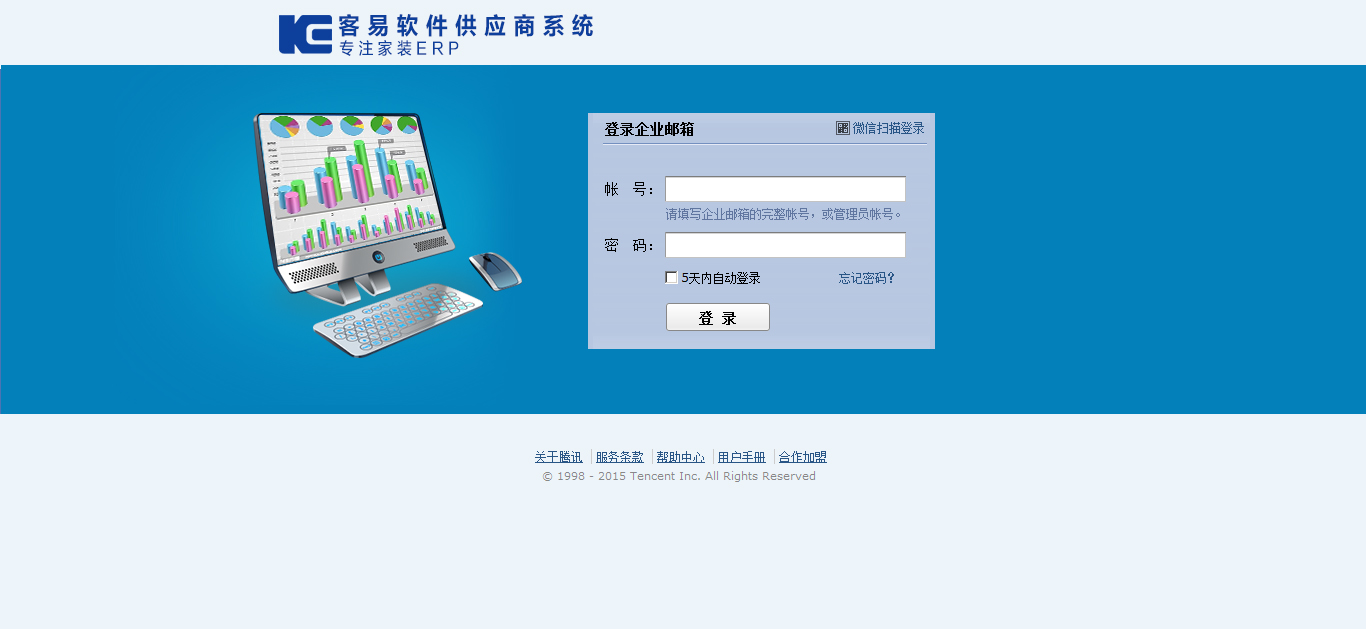 客易软件供应商系统
专注家装ERP
登录企业邮箱
微信扫描登录
帐 号：
请填写企业邮箱的完整帐号，或管理员帐号。
密 码：
5天内自动登录 忘记密码？
登 录
关于腾讯 服务条款 帮助中心 用户手册 合作加盟
© 1998 - 2015 Tencent Inc. All Rights Reserved